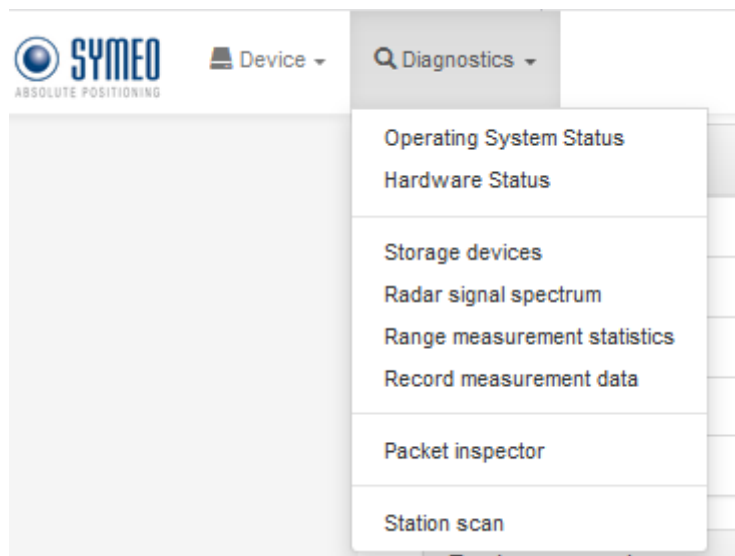 SYMEO
ABSOLUTE POSITIONING
Device
Diagnostics
Operating System Status
Hardware Status
Storage devices
Radar signal spectrum
Range measurement statistics
Record measurement data
Packet inspector
Station scan